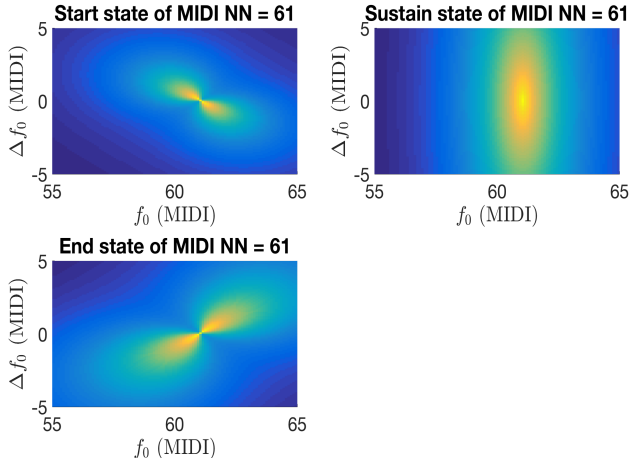 Start state of MIDI NN = 61
5
0
-5
Δf₀ (MIDI)
55 60 65
f₀ (MIDI)
Sustain state of MIDI NN = 61
5
0
-5
Δf₀ (MIDI)
55 60 65
f₀ (MIDI)
End state of MIDI NN = 61
5
0
-5
Δf₀ (MIDI)
55 60 65
f₀ (MIDI)